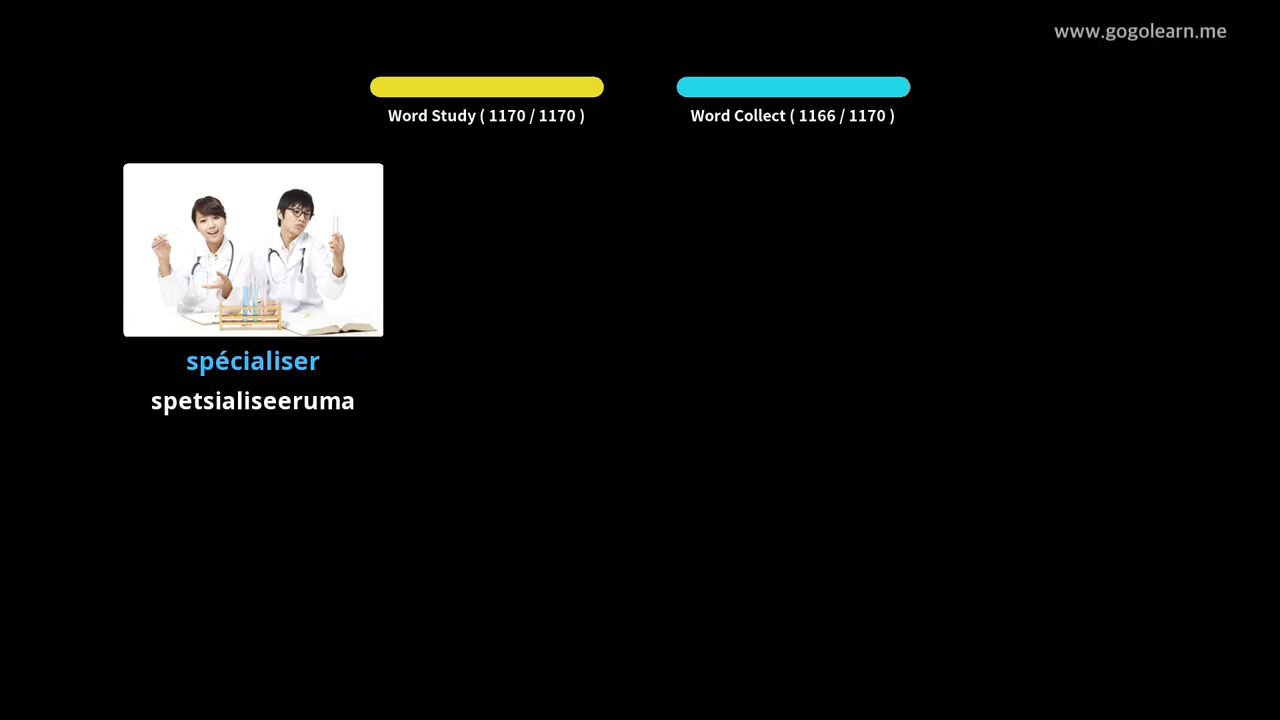 www.gogolearn.me
Word Study ( 1170 / 1170 )
Word Collect ( 1166 / 1170 )
spécialiser
spetsialiseeruma